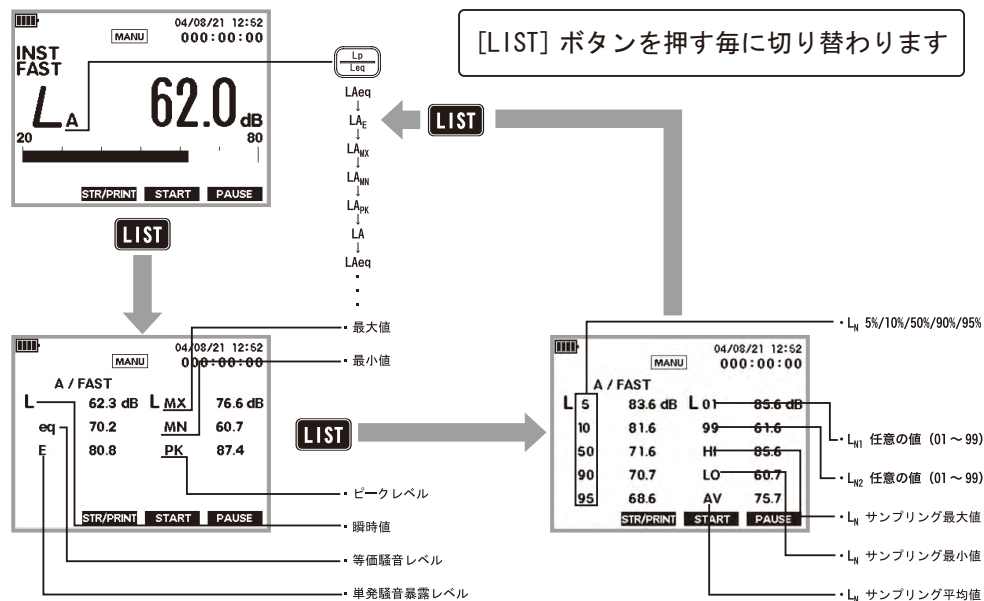 [LIST] ボタンを押す毎に切り替わります
04/08/21 12:52
MANU 000:00:00
INST
FAST
LA 62.0 dB
20 80
STR/PRINT START PAUSE
LIST
Lp
Leq
LAeq
↓
LAE
↓
LAMX
↓
LAMN
↓
LAPK
↓
LA
↓
LAeq
・
・
・
LIST
04/08/21 12:52
MANU 000:00:00
A / FAST
L 62.3 dB L MX 76.6 dB
eq 70.2 MN 60.7
E 80.8 PK 87.4
STR/PRINT START PAUSE
・最大値
・最小値
・ピークレベル
・瞬時値
・等価騒音レベル
・単発騒音暴露レベル
LIST
04/08/21 12:52
MANU 000:00:00
A / FAST
L 5 83.6 dB L 01 85.6 dB
10 81.6 99 61.6
50 71.6 HI 85.6
90 70.7 LO 60.7
95 68.6 AV 75.7
STR/PRINT START PAUSE
・LN 5%/10%/50%/90%/95%
・LN1 任意の値 (01～99)
・LN2 任意の値 (01～99)
・LN サンプリング最大値
・LN サンプリング最小値
・LN サンプリング平均値